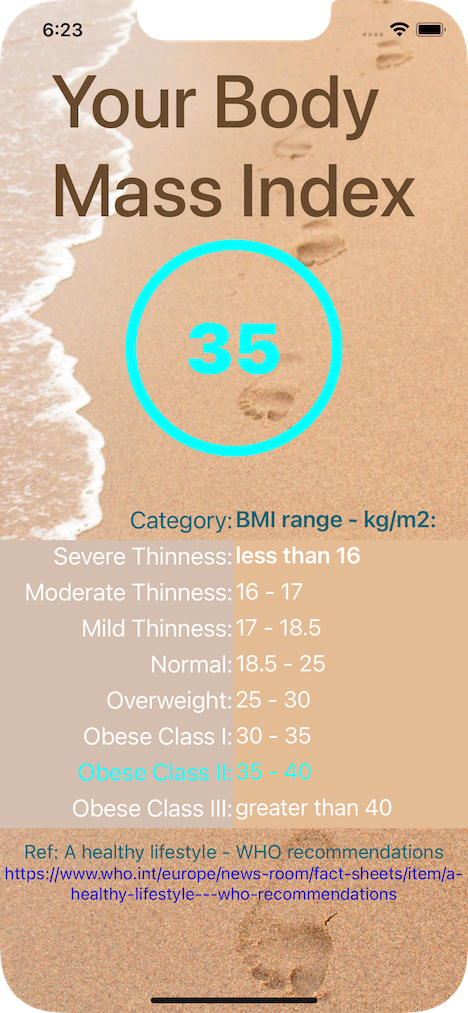 6:23
Your Body
Mass Index
35
Category: BMI range - kg/m2:
Severe Thinness: less than 16
Moderate Thinness: 16 - 17
Mild Thinness: 17 - 18.5
Normal: 18.5 - 25
Overweight: 25 - 30
Obese Class I: 30 - 35
Obese Class II: 35 - 40
Obese Class III: greater than 40
Ref: A healthy lifestyle - WHO recommendations
https://www.who.int/europe/news-room/fact-sheets/item/a-
healthy-lifestyle---who-recommendations